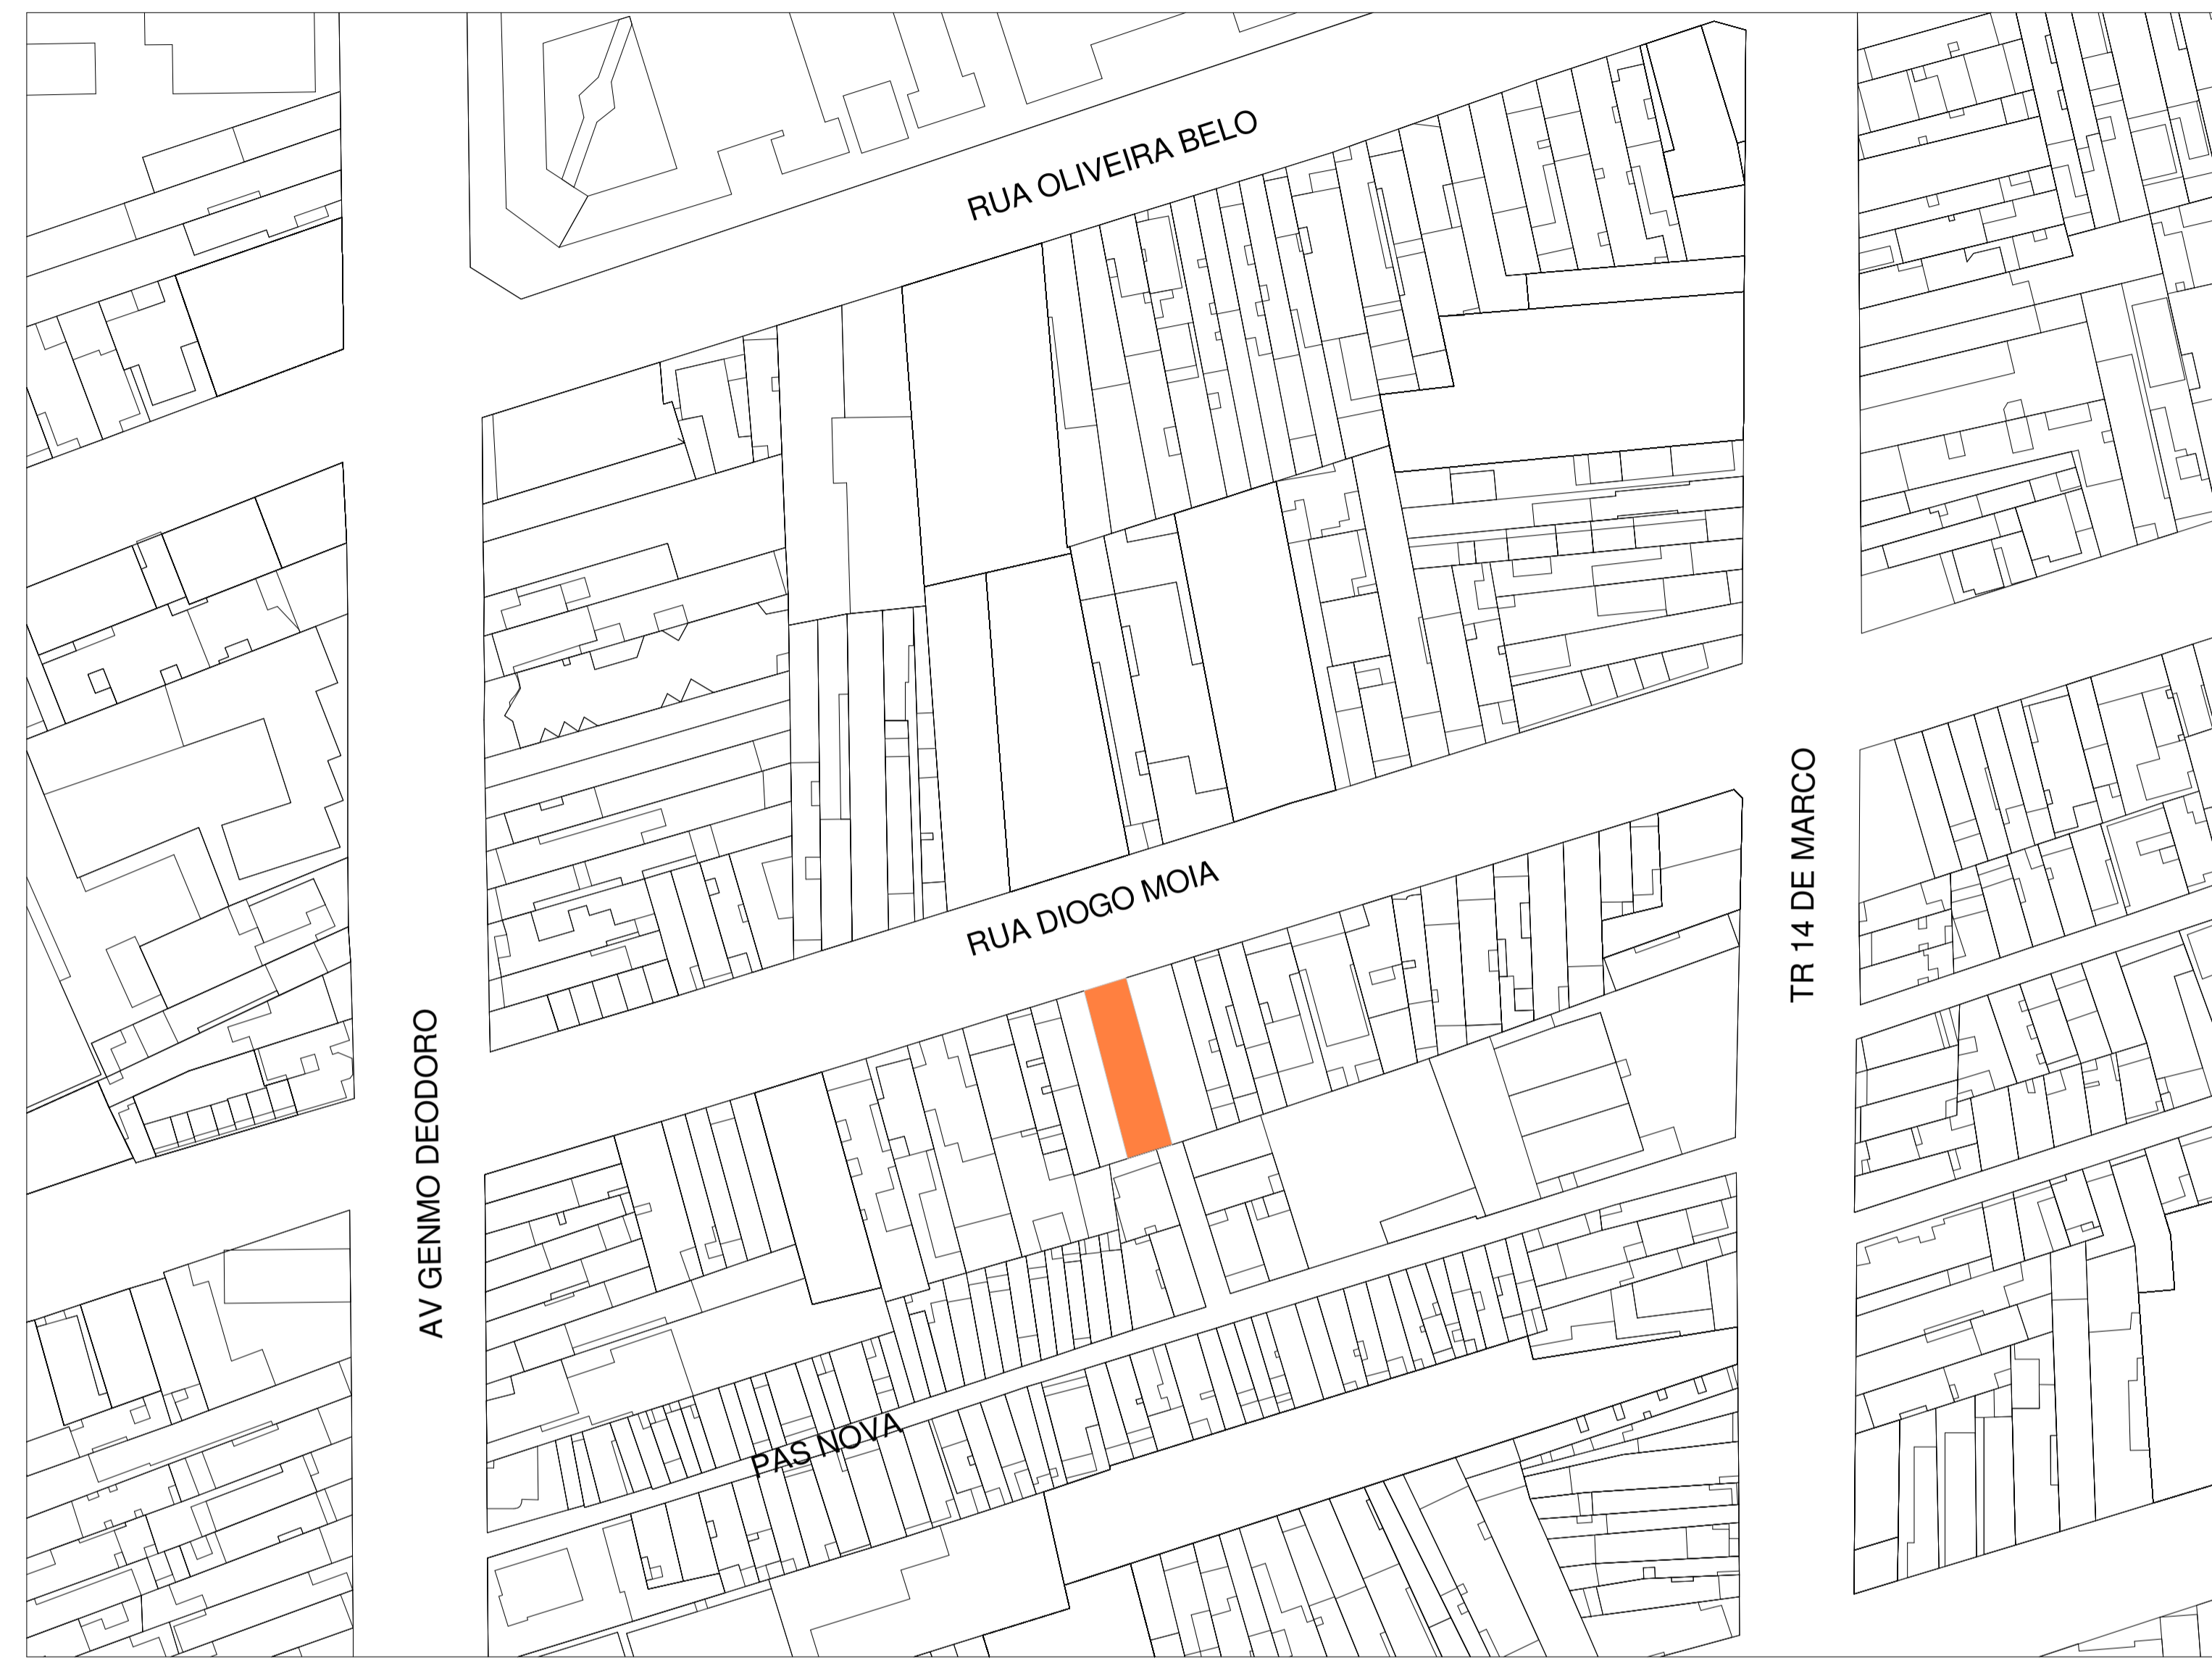 RUA OLIVEIRA BELO
RUA DIOGO MOIA
TR 14 DE MARCO
AV GENMO DEODORO
PAS NOVA